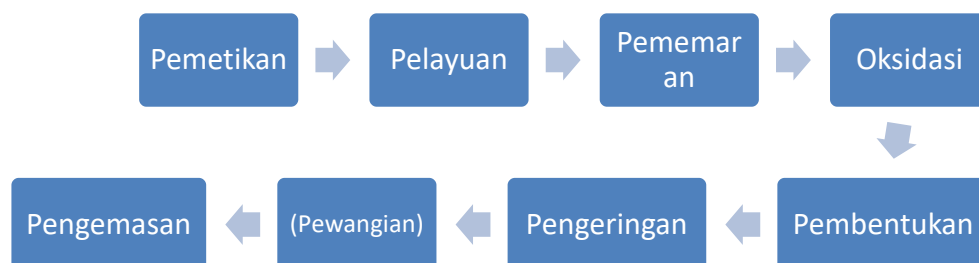 Pemetikan
Pelayuan
Pememar
an
Oksidasi
Pembentukan
Pengeringan
(Pewangian)
Pengemasan